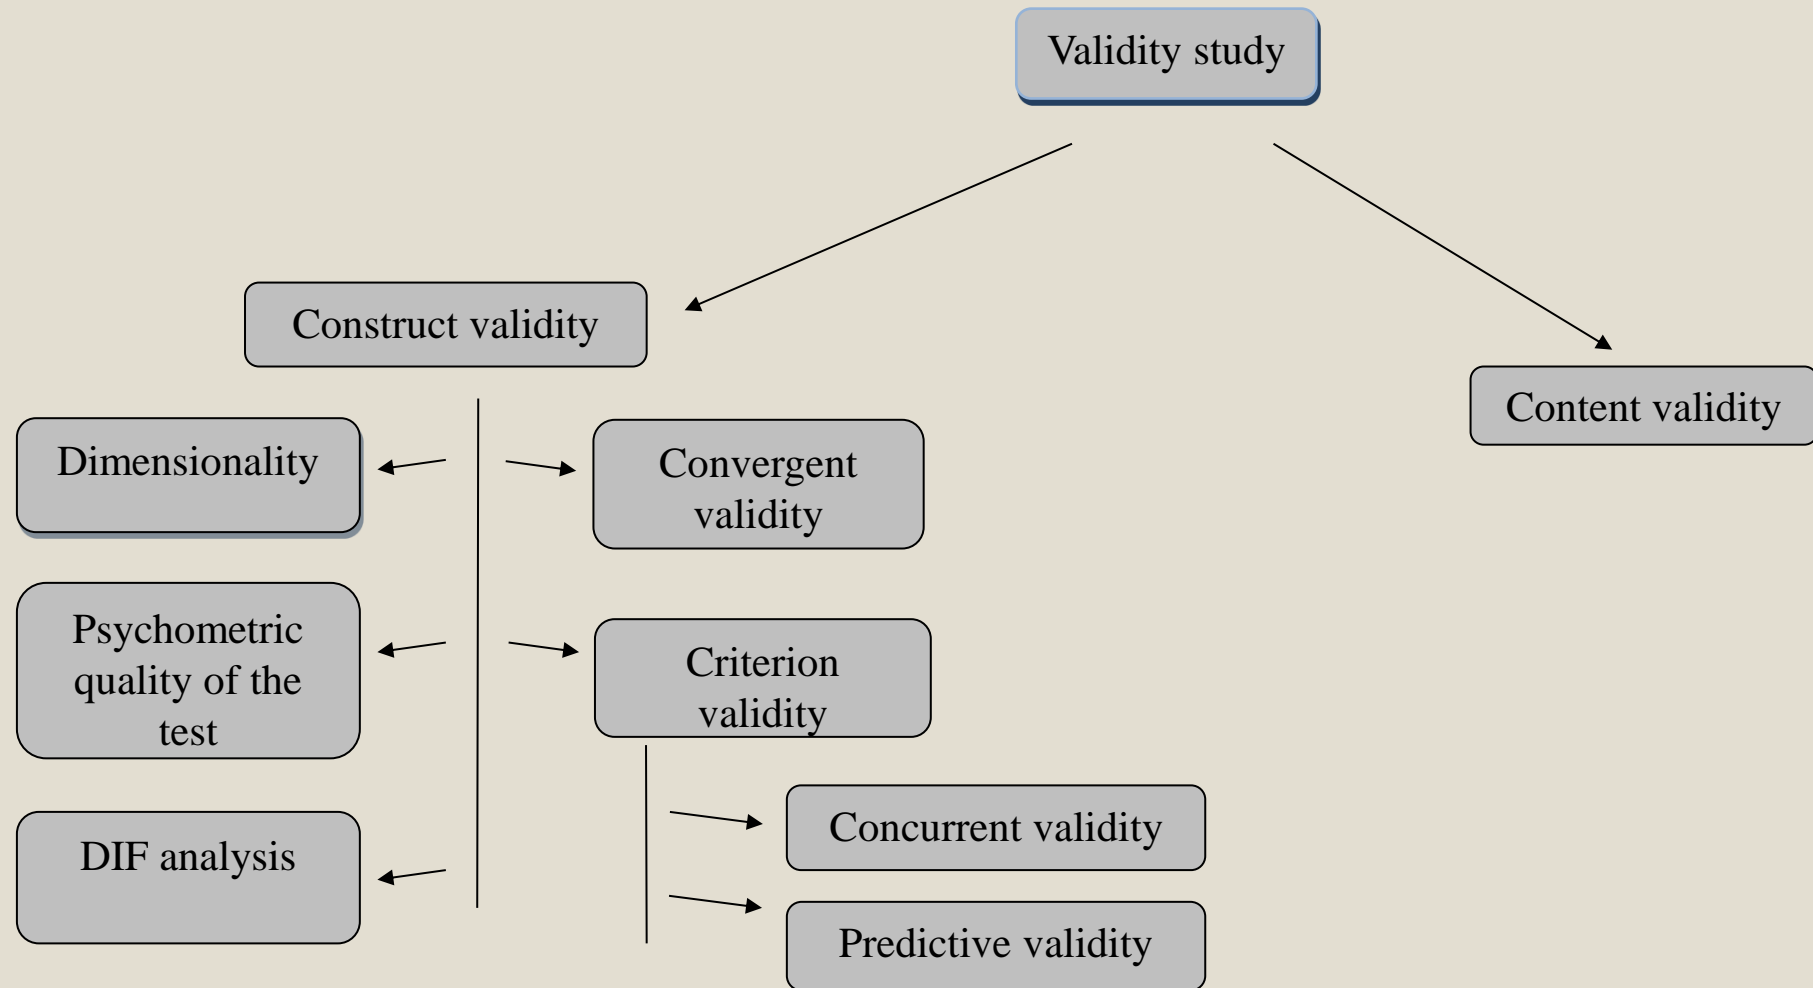 Validity study
Construct validity
Content validity
Dimensionality
Convergent
validity
Psychometric
quality of the
test
Criterion
validity
DIF analysis
Concurrent validity
Predictive validity